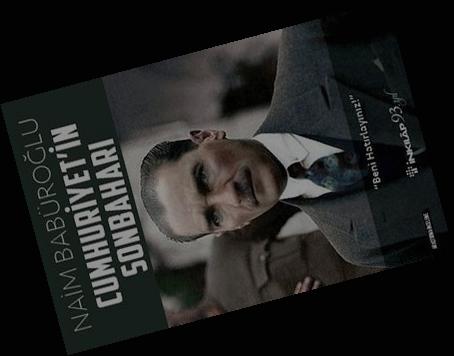 NAİM BABÜROĞLU
CUMHURİYET'İN
SONBAHARI
"Beni Hatırlayınız!"
İNKILAP 93.yıl